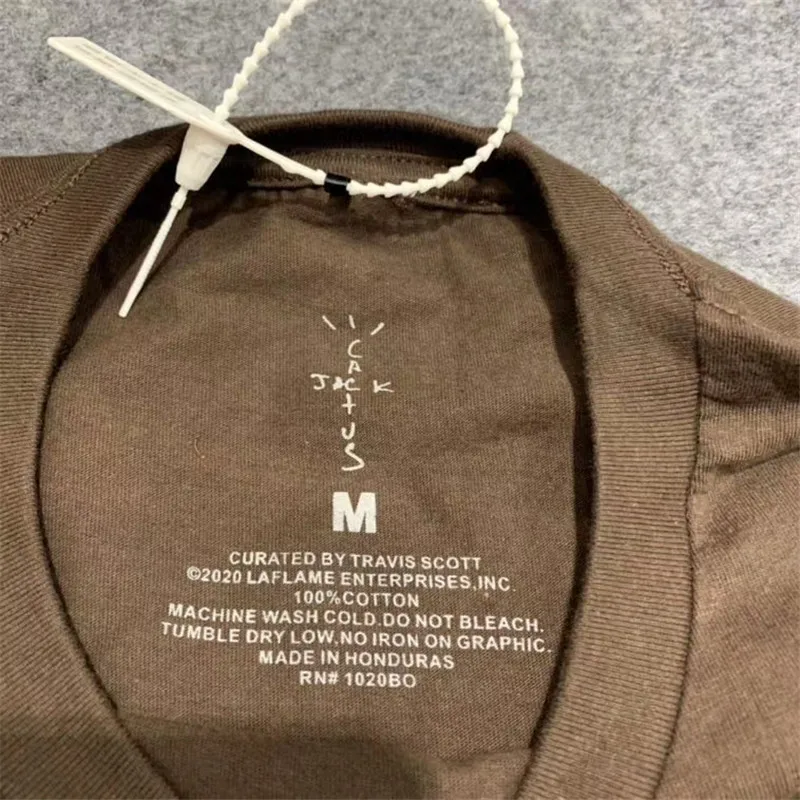 CACTUS
JACK
M
CURATED BY TRAVIS SCOTT
©2020 LAFLAME ENTERPRISES,INC.
100%COTTON
MACHINE WASH COLD.DO NOT BLEACH.
TUMBLE DRY LOW,NO IRON ON GRAPHIC.
MADE IN HONDURAS
RN# 1020BO